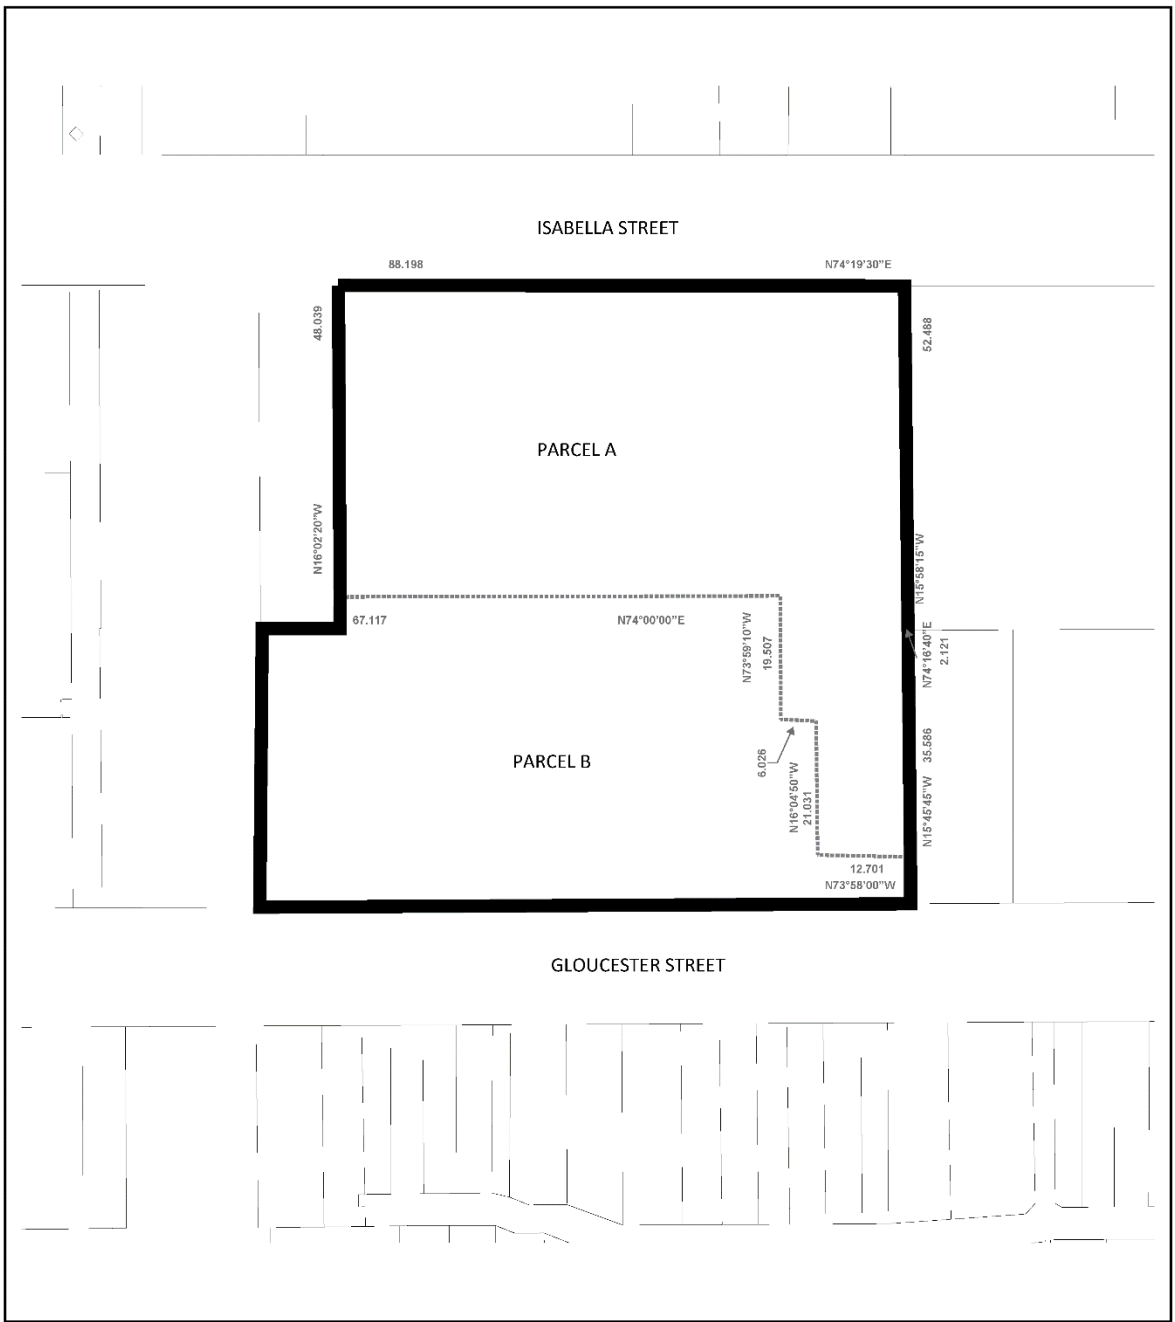 ISABELLA STREET
88.198
N74°19'30"E
48.039
52.488
PARCEL A
N16°02'20"W
N15°58'15"W
67.117
N74°00'00"E
N73°59'10"W
19.507
N74°16'40"E
2.121
PARCEL B
6.026
N16°04'50"W
21.031
35.586
N15°45'45"W
12.701
N73°58'00"W
GLOUCESTER STREET